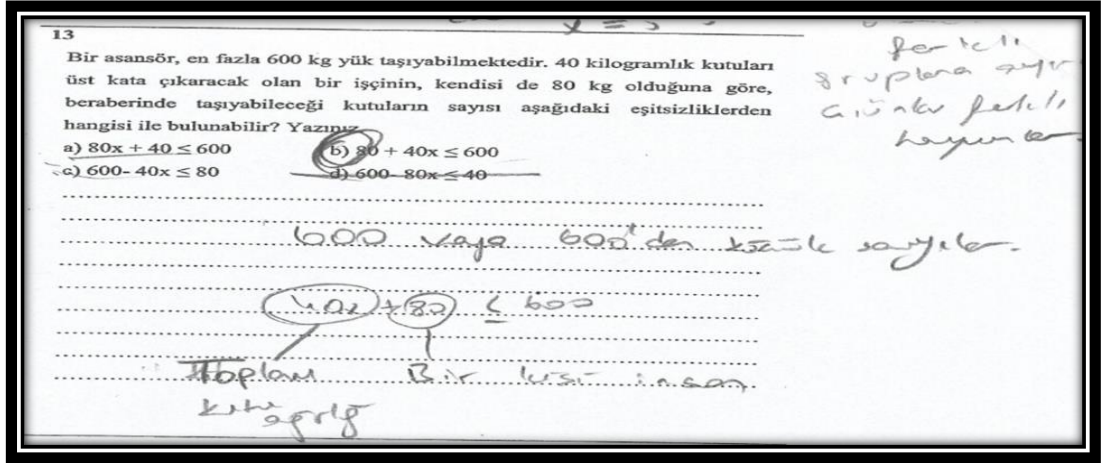 13
Bir asansör, en fazla 600 kg yük taşıyabilmektedir. 40 kilogramlık kutuları
üst kata çıkaracak olan bir işçinin, kendisi de 80 kg olduğuna göre,
beraberinde taşıyabileceği kutuların sayısı aşağıdaki eşitsizliklerden
hangisi ile bulunabilir? Yazınız
a) 80x + 40 ≤ 600 b) 80 + 40x ≤ 600
c) 600- 40x ≤ 80 d) 600- 80x ≤ 40
600 veya 600'den küçük sayılar.
40x + 80 ≤ 600
Toplam Bir kişi insan
kutu
ağırlığ
farklı
gruplara
farklı